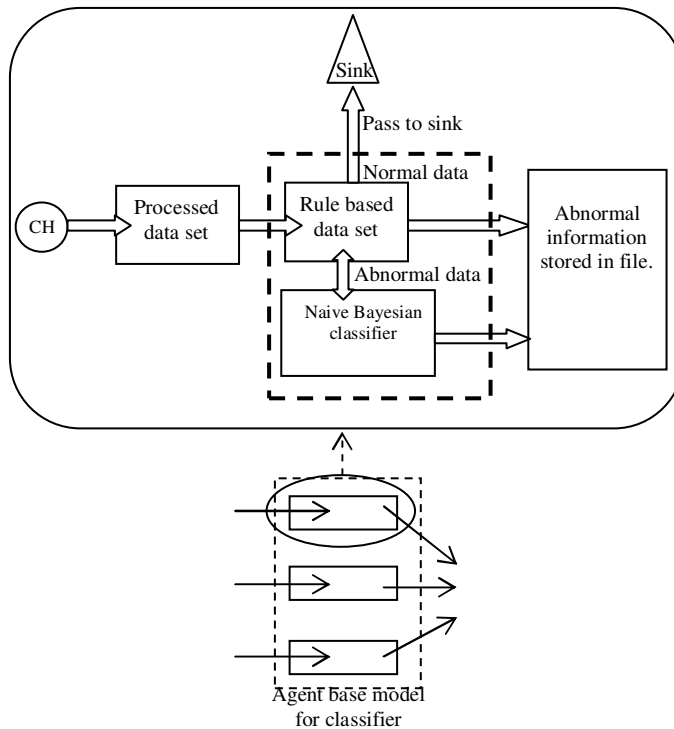 Sink
Pass to sink
Normal data
CH
Processed
data set
Rule based
data set
Abnormal
information
stored in file.
Abnormal data
Naive Bayesian
classifier
Agent base model
for classifier